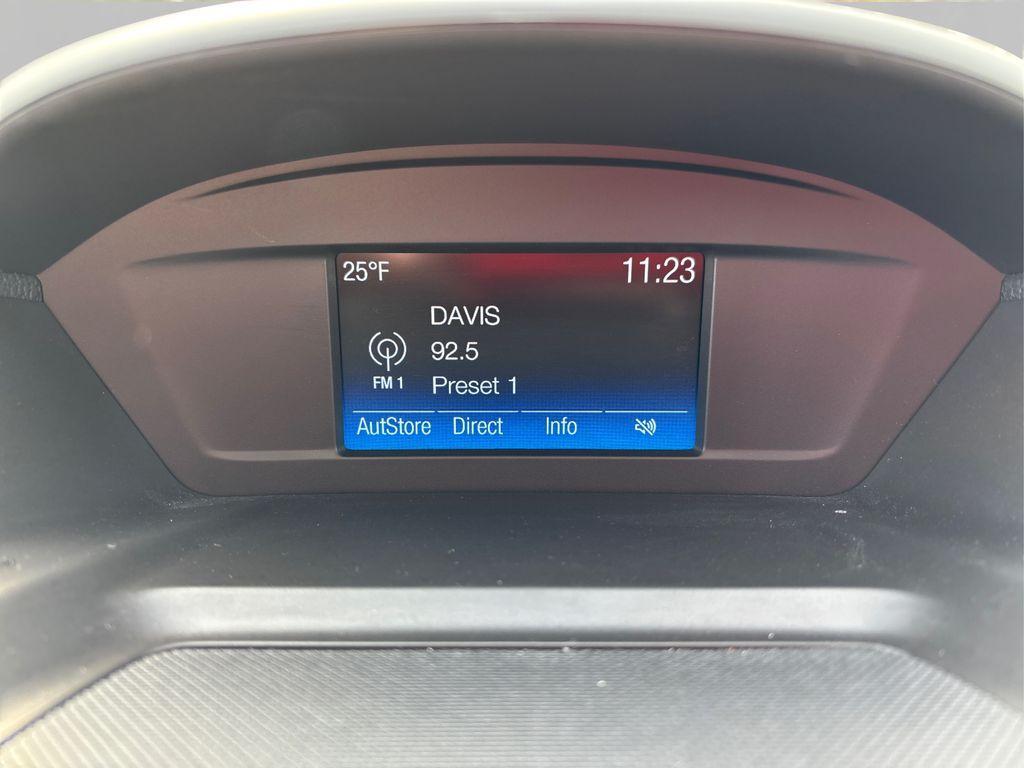 25°F 11:23
DAVIS
92.5
FM 1
Preset 1
AutStore Direct Info